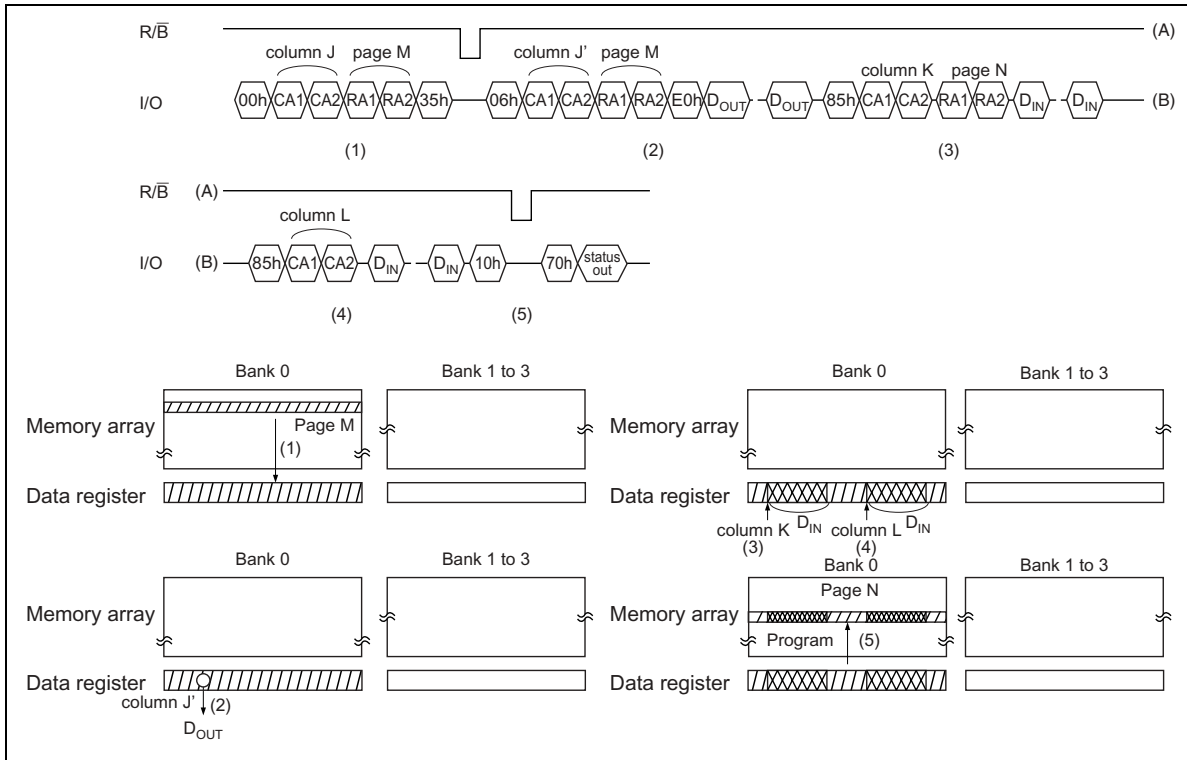 R/B (A)
column J page M column J' page M column K page N
I/O 00h CA1 CA2 RA1 RA2 35h 06h CA1 CA2 RA1 RA2 E0h DOUT DOUT 85h CA1 CA2 RA1 RA2 DIN DIN (B)
(1) (2) (3)
R/B (A)
column L
I/O (B) 85h CA1 CA2 DIN DIN 10h 70h status out
(4) (5)
Bank 0 Bank 1 to 3
Memory array
Page M
(1)
Data register
Bank 0 Bank 1 to 3
Memory array
Data register
column K DIN column L DIN
(3) (4)
Bank 0 Bank 1 to 3
Memory array
Data register
column J' (2)
DOUT
Bank 0 Bank 1 to 3
Page N
Memory array
Program (5)
Data register